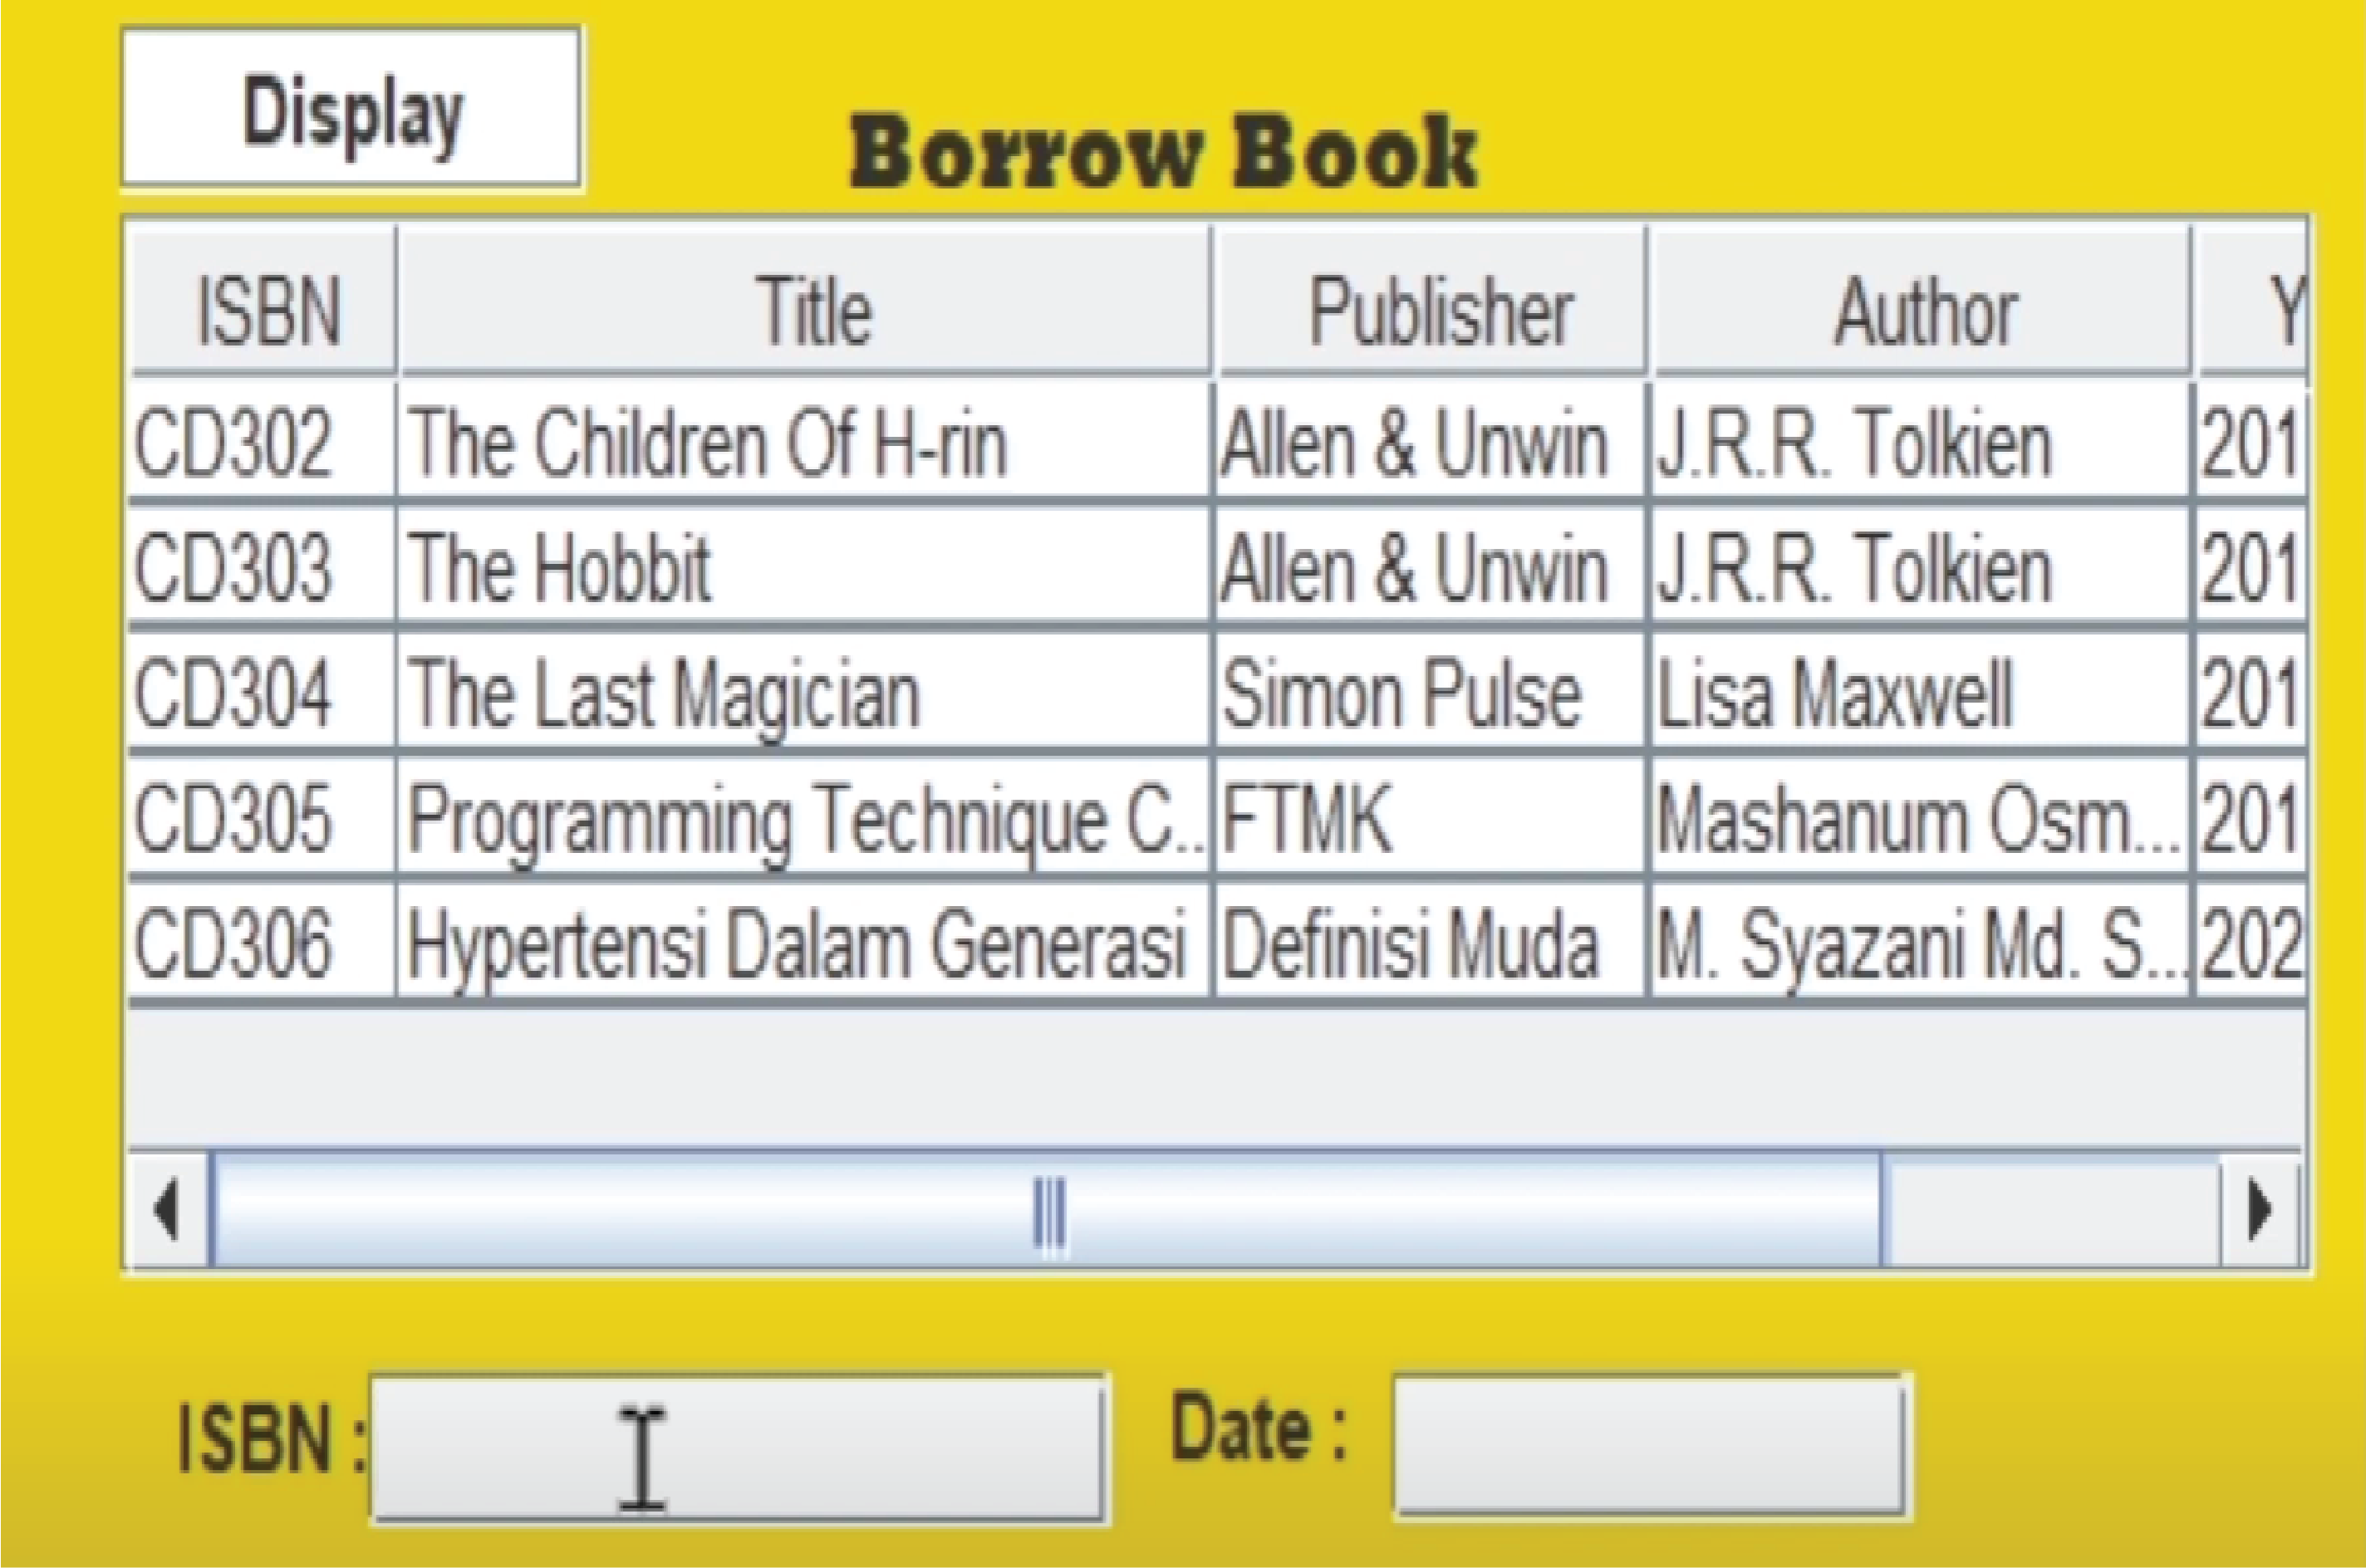 Display
Borrow Book
ISBN Title Publisher Author Y
CD302 The Children Of H-rin Allen & Unwin J.R.R. Tolkien 201
CD303 The Hobbit Allen & Unwin J.R.R. Tolkien 201
CD304 The Last Magician Simon Pulse Lisa Maxwell 201
CD305 Programming Technique C.. FTMK Mashanum Osm... 201
CD306 Hypertensi Dalam Generasi Definisi Muda M. Syazani Md. S... 202
ISBN : Date :